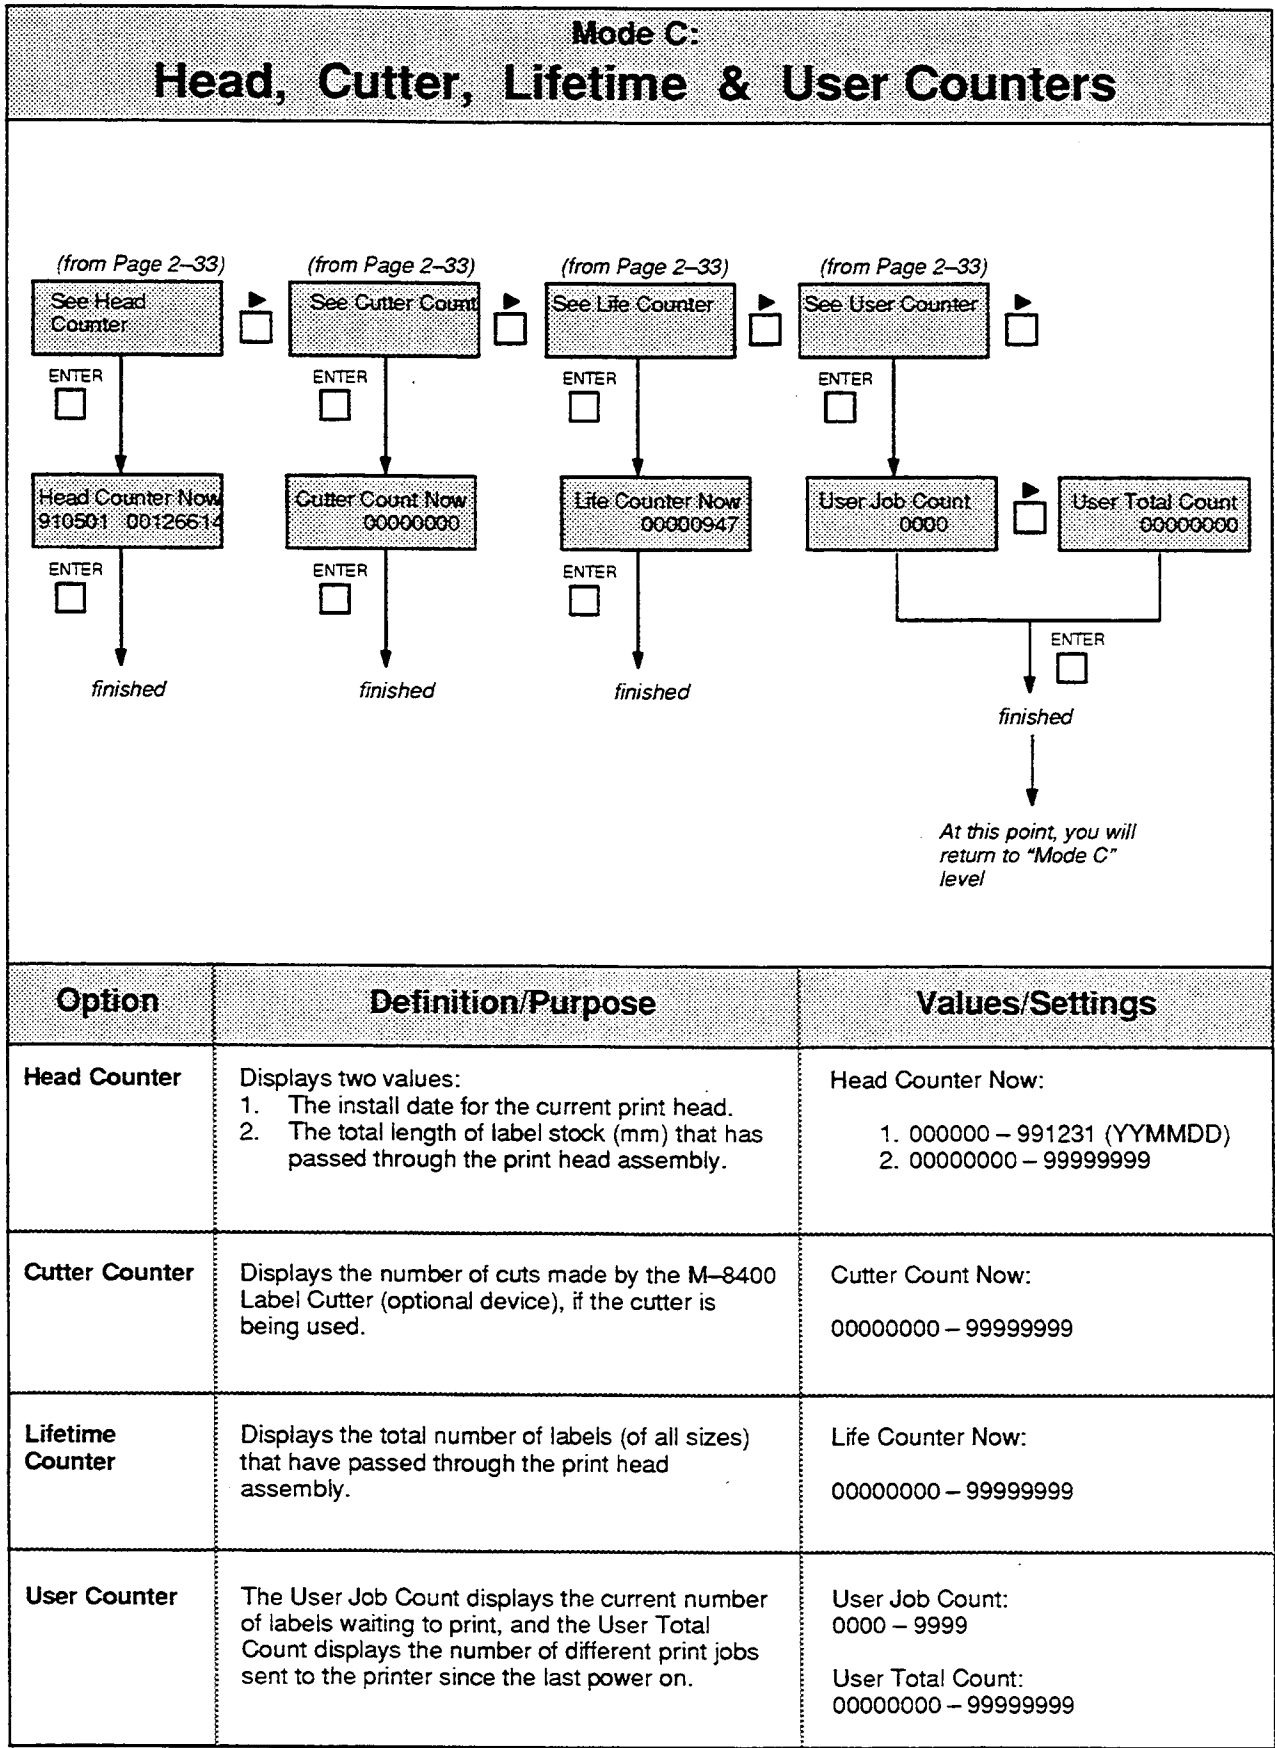 Mode C:
Head, Cutter, Lifetime & User Counters
(from Page 2–33) (from Page 2–33) (from Page 2–33) (from Page 2–33)
See Head
Counter
See Cutter Count
See Life Counter
See User Counter
ENTER ENTER ENTER ENTER
Head Counter Now
910501 00126614
Cutter Count Now
00000000
Life Counter Now
00000947
User Job Count
0000
User Total Count
00000000
ENTER ENTER ENTER
ENTER
finished finished finished
finished
At this point, you will
return to "Mode C"
level
Option Definition/Purpose Values/Settings
Head Counter
Displays two values:
1. The install date for the current print head.
2. The total length of label stock (mm) that has
passed through the print head assembly.
Head Counter Now:
1. 000000 – 991231 (YYMMDD)
2. 00000000 – 99999999
Cutter Counter
Displays the number of cuts made by the M–8400
Label Cutter (optional device), if the cutter is
being used.
Cutter Count Now:
00000000 – 99999999
Lifetime
Counter
Displays the total number of labels (of all sizes)
that have passed through the print head
assembly.
Life Counter Now:
00000000 – 99999999
User Counter
The User Job Count displays the current number
of labels waiting to print, and the User Total
Count displays the number of different print jobs
sent to the printer since the last power on.
User Job Count:
0000 – 9999
User Total Count:
00000000 – 99999999